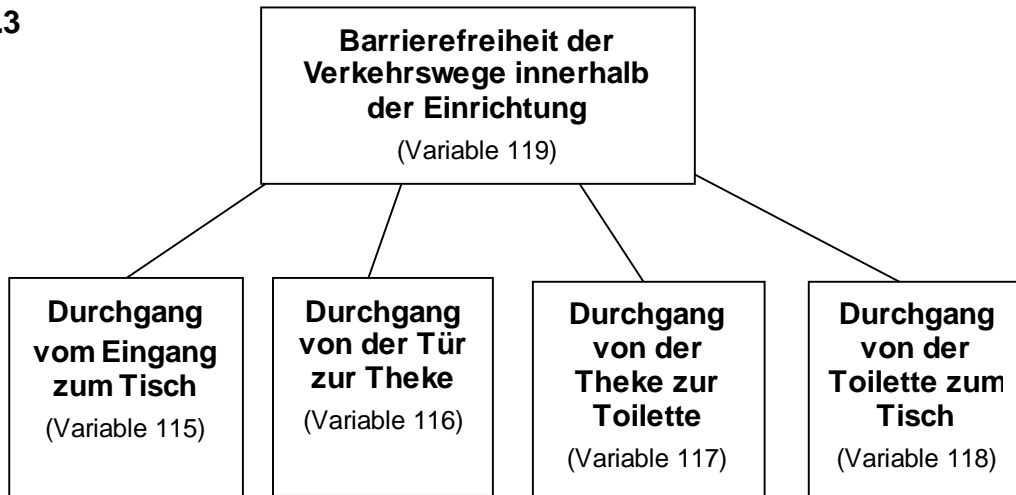 .3
Barrierefreiheit der
Verkehrswege innerhalb
der Einrichtung
(Variable 119)
Durchgang
vom Eingang
zum Tisch
(Variable 115)
Durchgang
von der Tür
zur Theke
(Variable 116)
Durchgang
von der
Theke zur
Toilette
(Variable 117)
Durchgang
von der
Toilette zum
Tisch
(Variable 118)